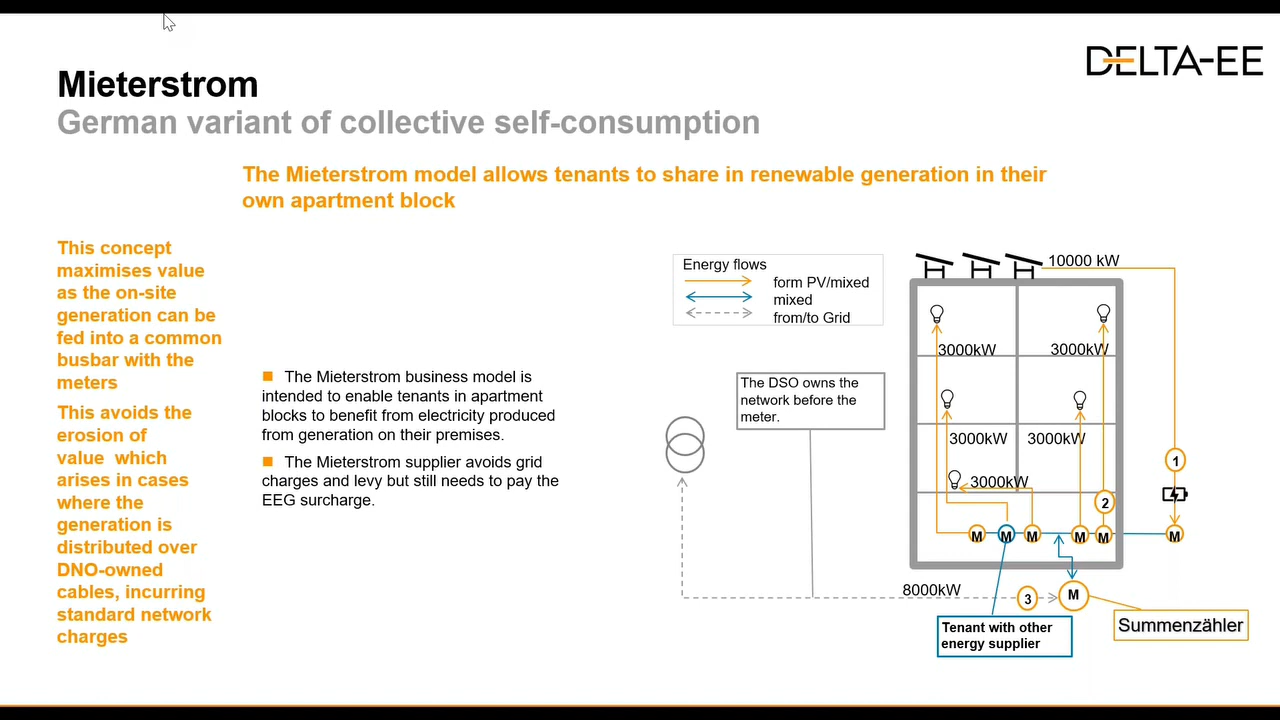 DELTA-EE
Mieterstrom
German variant of collective self-consumption
The Mieterstrom model allows tenants to share in renewable generation in their
own apartment block
This concept
maximises value
as the on-site
generation can be
fed into a common
busbar with the
meters
This avoids the
erosion of
value which
arises in cases
where the
generation is
distributed over
DNO-owned
cables, incurring
standard network
charges
■ The Mieterstrom business model is
intended to enable tenants in apartment
blocks to benefit from electricity produced
from generation on their premises.
■ The Mieterstrom supplier avoids grid
charges and levy but still needs to pay the
EEG surcharge.
Energy flows
form PV/mixed
mixed
from/to Grid
The DSO owns the
network before the
meter.
10000 kW
3000kW 3000kW
3000kW 3000kW
3000kW
1
2
M M M M M M
8000kW
3
M
Tenant with other
energy supplier
Summenzähler